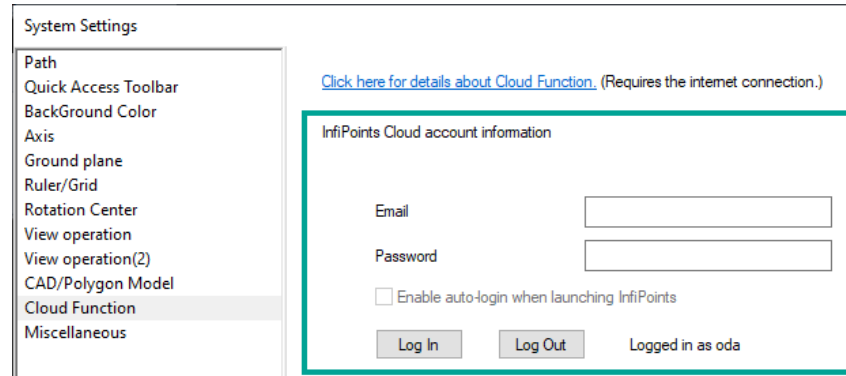 System Settings
Path
Quick Access Toolbar
BackGround Color
Axis
Ground plane
Ruler/Grid
Rotation Center
View operation
View operation(2)
CAD/Polygon Model
Cloud Function
Miscellaneous
Click here for details about Cloud Function. (Requires the internet connection.)
InfiPoints Cloud account information
Email
Password
Enable auto-login when launching InfiPoints
Log In Log Out Logged in as oda